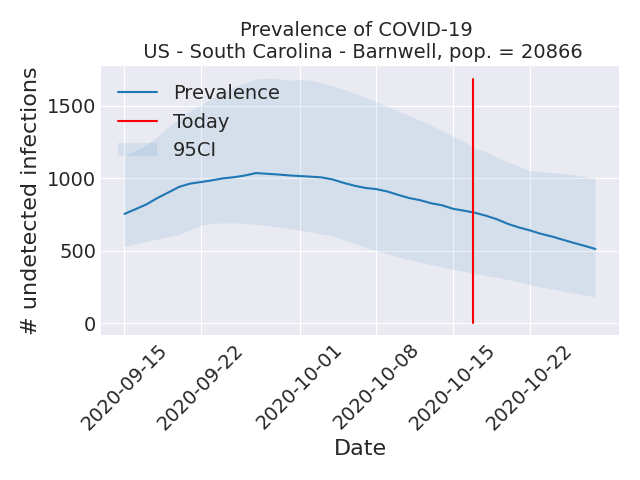 Prevalence of COVID-19
US - South Carolina - Barnwell, pop. = 20866
# undetected infections
1500
1000
500
0
Prevalence
Today
95CI
2020-09-15
2020-09-22
2020-10-01
2020-10-08
2020-10-15
2020-10-22
Date